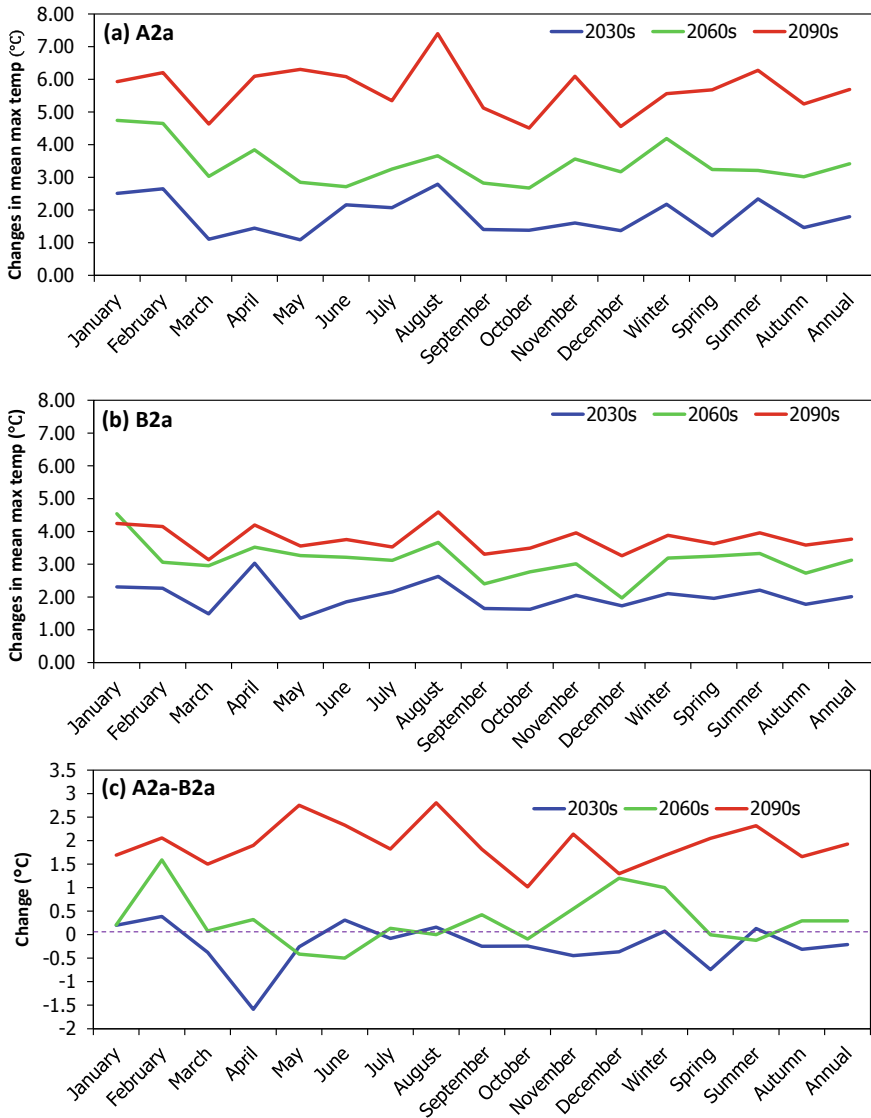 (a) A2a
2030s 2060s 2090s
Changes in mean max temp (°C)
8.00
7.00
6.00
5.00
4.00
3.00
2.00
1.00
0.00
January February March April May June July August September October November December Winter Spring Summer Autumn Annual
(b) B2a
2030s 2060s 2090s
Changes in mean max temp (°C)
8.00
7.00
6.00
5.00
4.00
3.00
2.00
1.00
0.00
January February March April May June July August September October November December Winter Spring Summer Autumn Annual
(c) A2a-B2a
2030s 2060s 2090s
Change (°C)
3.5
3
2.5
2
1.5
1
0.5
0
-0.5
-1
-1.5
-2
January February March April May June July August September October November December Winter Spring Summer Autumn Annual